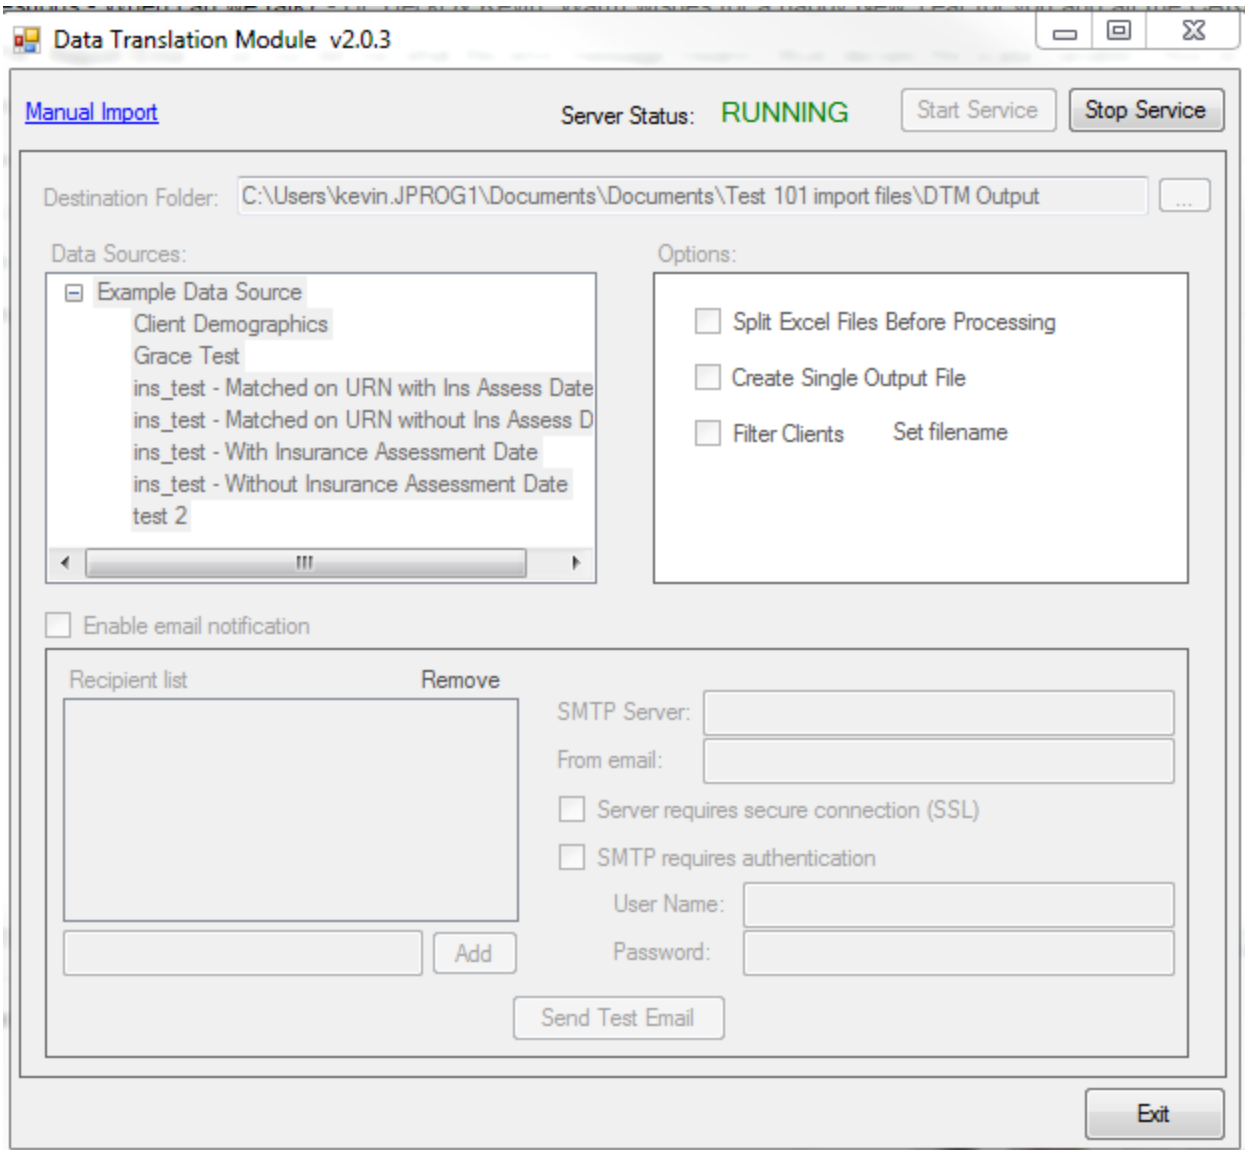 Data Translation Module v2.0.3
Manual Import
Server Status: RUNNING
Start Service
Stop Service
Destination Folder: C:\Users\kevin.JPROG1\Documents\Documents\Test 101 import files\DTM Output
...
Data Sources:
Options:
Example Data Source
Client Demographics
Grace Test
ins_test - Matched on URN with Ins Assess Date
ins_test - Matched on URN without Ins Assess D
ins_test - With Insurance Assessment Date
ins_test - Without Insurance Assessment Date
test 2
Split Excel Files Before Processing
Create Single Output File
Filter Clients Set filename
Enable email notification
Recipient list Remove
Add
SMTP Server:
From email:
Server requires secure connection (SSL)
SMTP requires authentication
User Name:
Password:
Send Test Email
Exit